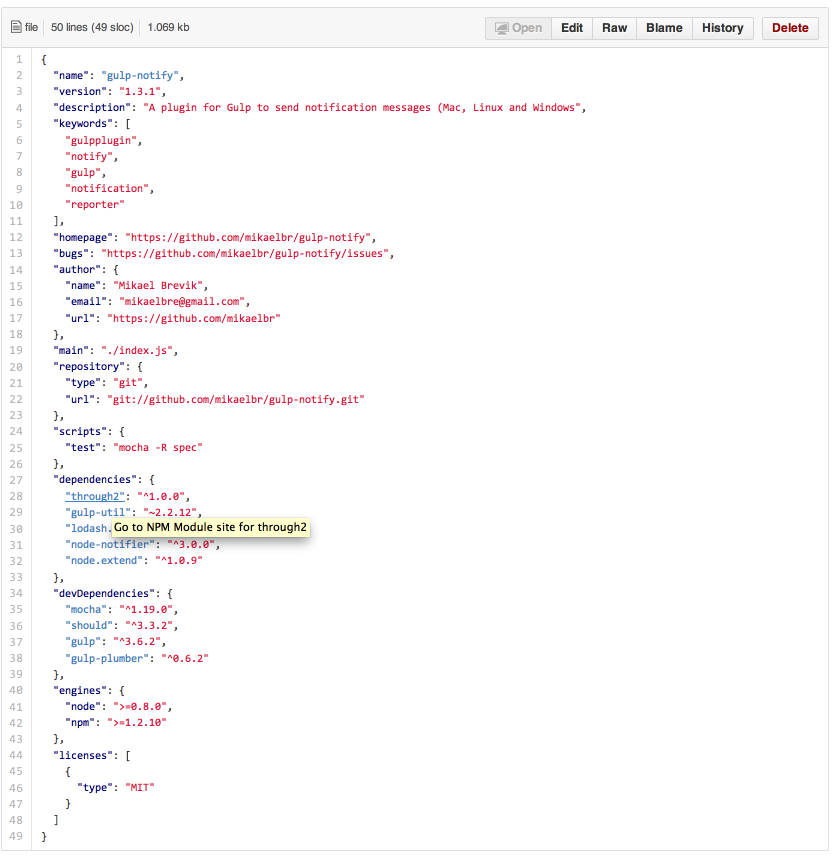 file 50 lines (49 sloc) 1.069 kb Open Edit Raw Blame History Delete
1 {
2 "name": "gulp-notify",
3 "version": "1.3.1",
4 "description": "A plugin for Gulp to send notification messages (Mac, Linux and Windows",
5 "keywords": [
6 "gulpplugin",
7 "notify",
8 "gulp",
9 "notification",
10 "reporter"
11 ],
12 "homepage": "https://github.com/mikaelbr/gulp-notify",
13 "bugs": "https://github.com/mikaelbr/gulp-notify/issues",
14 "author": {
15 "name": "Mikael Brevik",
16 "email": "mikaelbre@gmail.com",
17 "url": "https://github.com/mikaelbr"
18 },
19 "main": "./index.js",
20 "repository": {
21 "type": "git",
22 "url": "git://github.com/mikaelbr/gulp-notify.git"
23 },
24 "scripts": {
25 "test": "mocha -R spec"
26 },
27 "dependencies": {
28 "through2": "^1.0.0",
29 "gulp-util": "~2.2.12",
30 "lodash.
Go to NPM Module site for through2
31 "node-notifier": "^3.0.0",
32 "node.extend": "^1.0.9"
33 },
34 "devDependencies": {
35 "mocha": "^1.19.0",
36 "should": "^3.3.2",
37 "gulp": "^3.6.2",
38 "gulp-plumber": "^0.6.2"
39 },
40 "engines": {
41 "node": ">=0.8.0",
42 "npm": ">=1.2.10"
43 },
44 "licenses": [
45 {
46 "type": "MIT"
47 }
48 ]
49 }